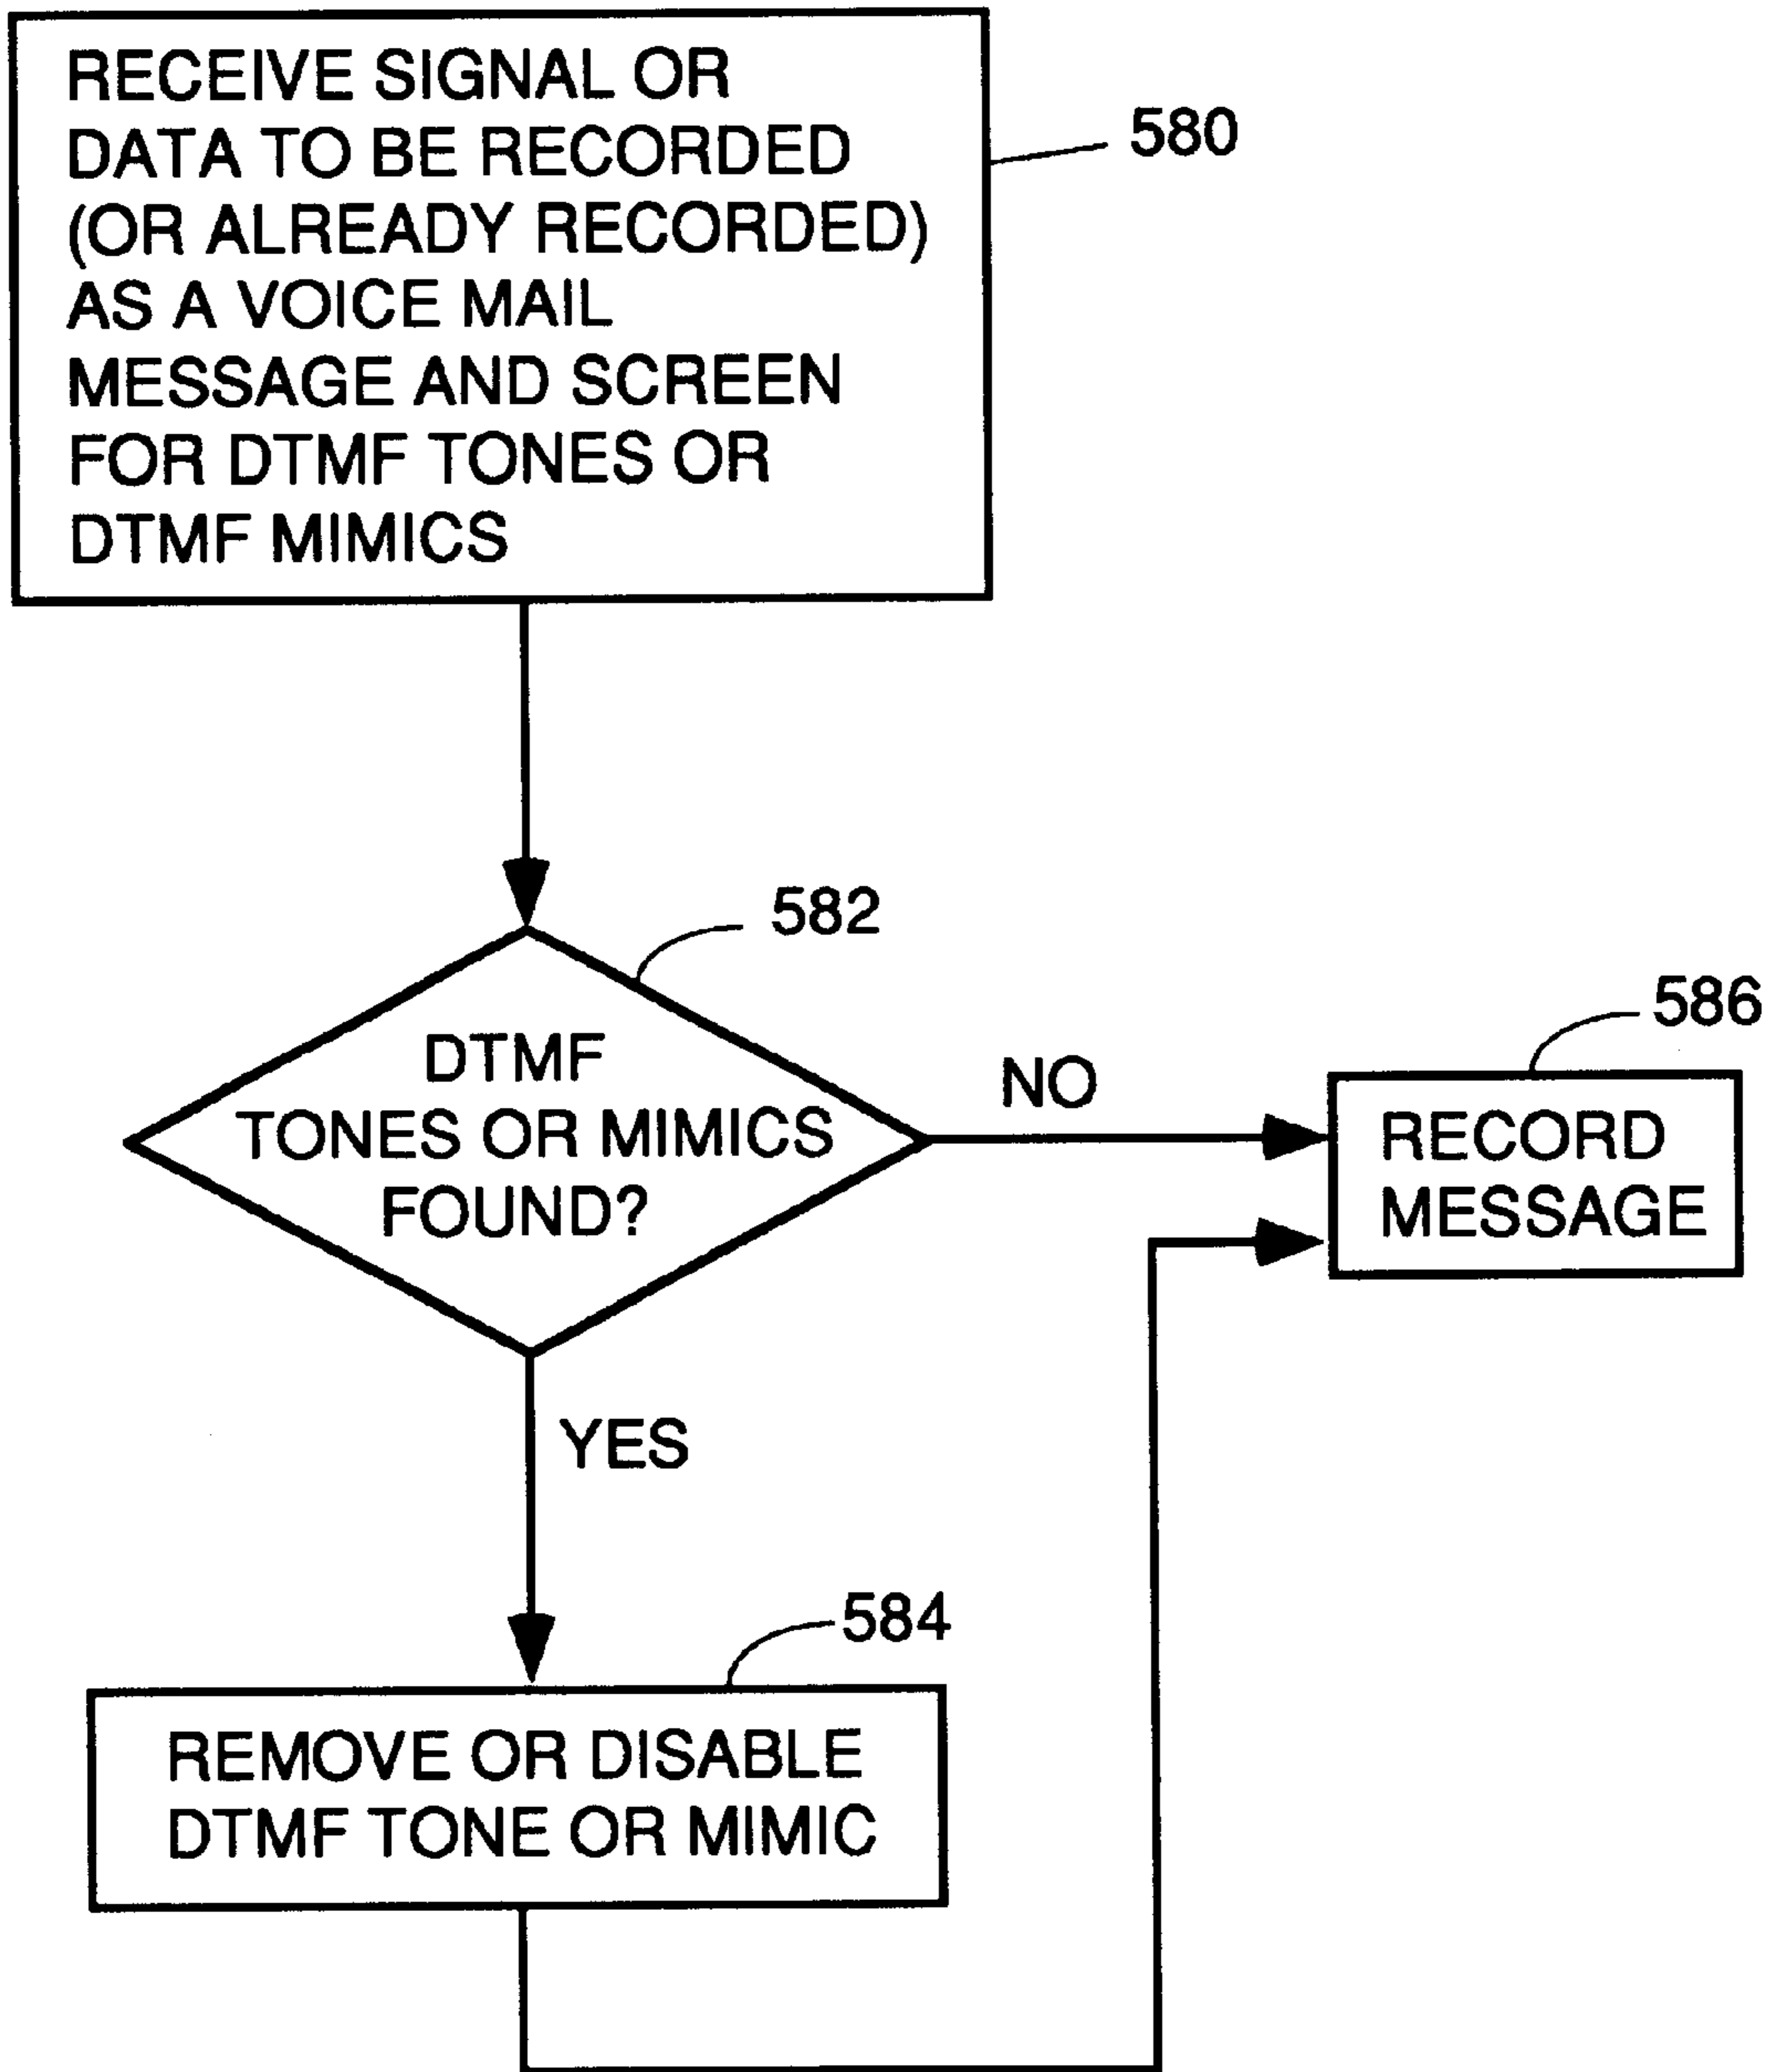 RECEIVE SIGNAL OR
DATA TO BE RECORDED
(OR ALREADY RECORDED)
AS A VOICE MAIL
MESSAGE AND SCREEN
FOR DTMF TONES OR
DTMF MIMICS
580
582
DTMF
TONES OR MIMICS
FOUND?
NO
586
RECORD
MESSAGE
YES
584
REMOVE OR DISABLE
DTMF TONE OR MIMIC